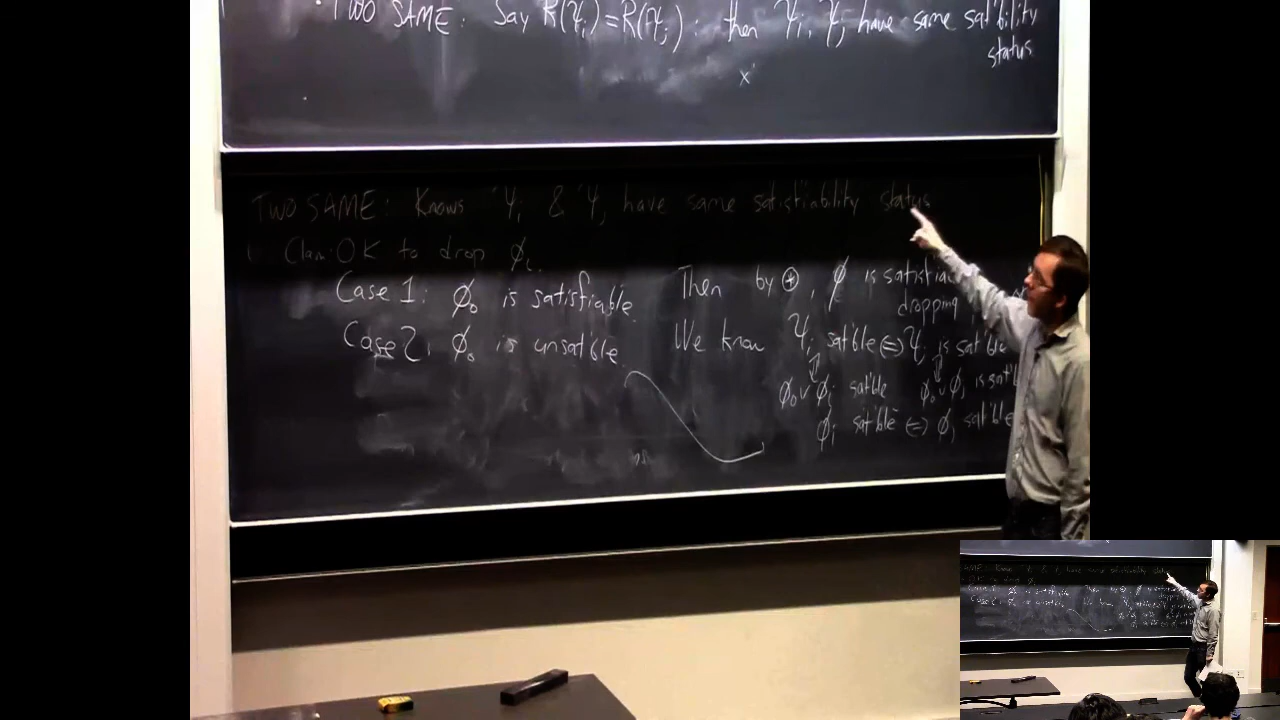 · TWO SAME: Say R(Ψᵢ)=R(Ψⱼ): then Ψᵢ, Ψⱼ have same sat'bility
status
x
TWO SAME: Knows Ψᵢ & Ψⱼ have same satisfiability status
Claim: OK to drop ϕᵢ.
Case 1: ϕ₀ is satisfiable. Then by ⊛, ϕ is satisfia
dropping
Case 2: ϕ₀ is unsat'ble. We know Ψᵢ sat'ble ⇔ Ψⱼ is sat'ble
ϕ₀∨ϕᵢ sat'ble ϕ₀∨ϕⱼ is sat'b
ϕᵢ sat'ble ⇔ ϕⱼ sat'ble